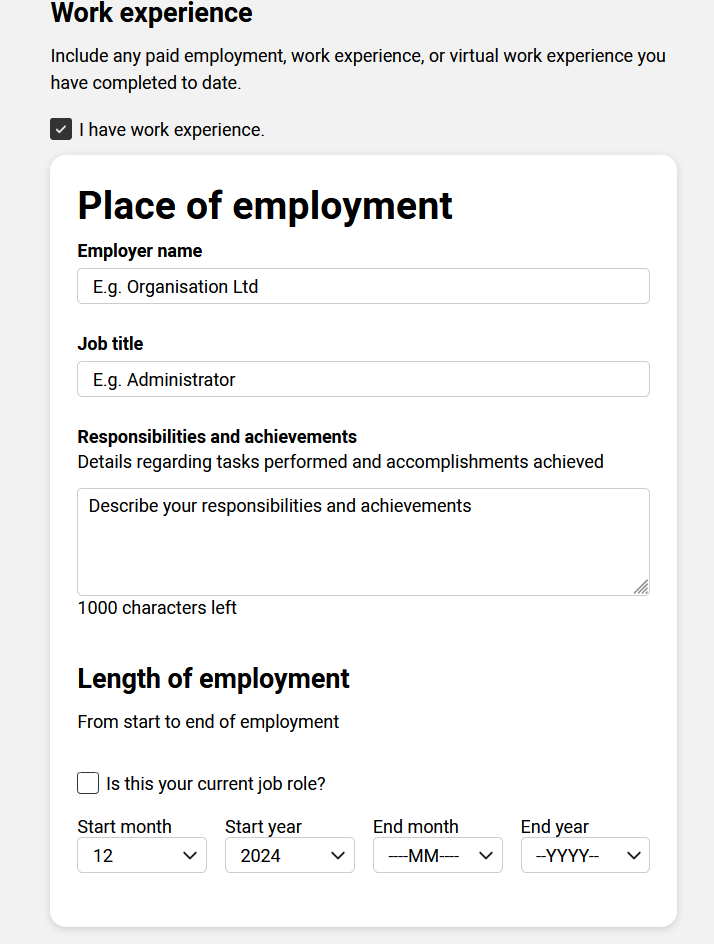 Work experience
Include any paid employment, work experience, or virtual work experience you
have completed to date.
I have work experience.
Place of employment
Employer name
E.g. Organisation Ltd
Job title
E.g. Administrator
Responsibilities and achievements
Details regarding tasks performed and accomplishments achieved
Describe your responsibilities and achievements
1000 characters left
Length of employment
From start to end of employment
Is this your current job role?
Start month Start year End month End year
12 2024 ----MM---- --YYYY--